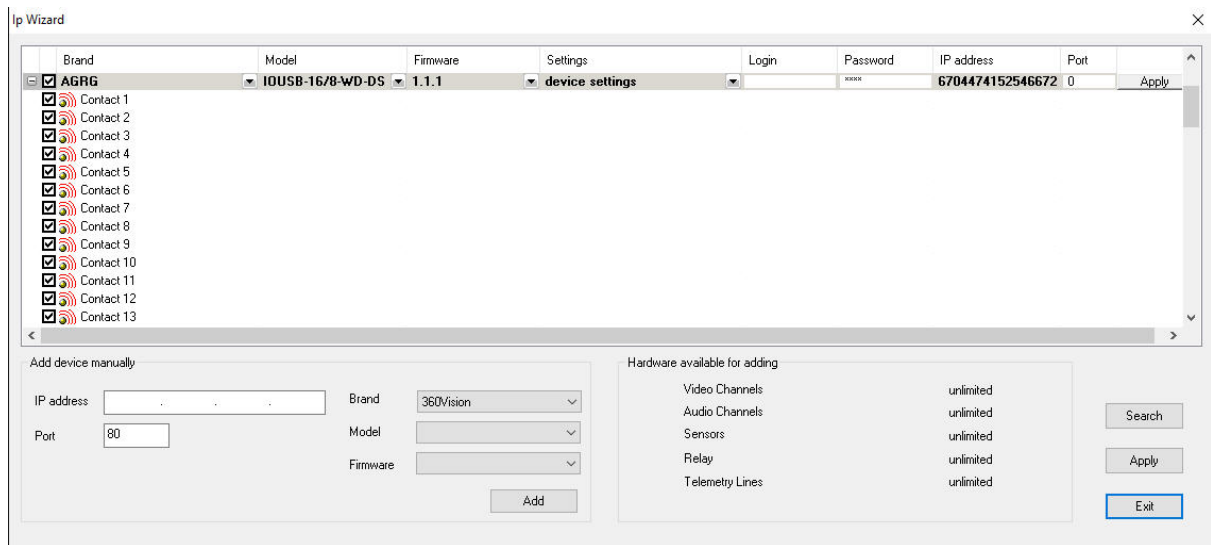 Ip Wizard
Brand Model Firmware Settings Login Password IP address Port
AGRG IOUSB-16/8-WD-DS 1.1.1 device settings **** 6704474152546672 0 Apply
Contact 1
Contact 2
Contact 3
Contact 4
Contact 5
Contact 6
Contact 7
Contact 8
Contact 9
Contact 10
Contact 11
Contact 12
Contact 13
Add device manually
IP address . . .
Port 80
Brand 360Vision
Model
Firmware
Add
Hardware available for adding
Video Channels unlimited
Audio Channels unlimited
Sensors unlimited
Relay unlimited
Telemetry Lines unlimited
Search
Apply
Exit